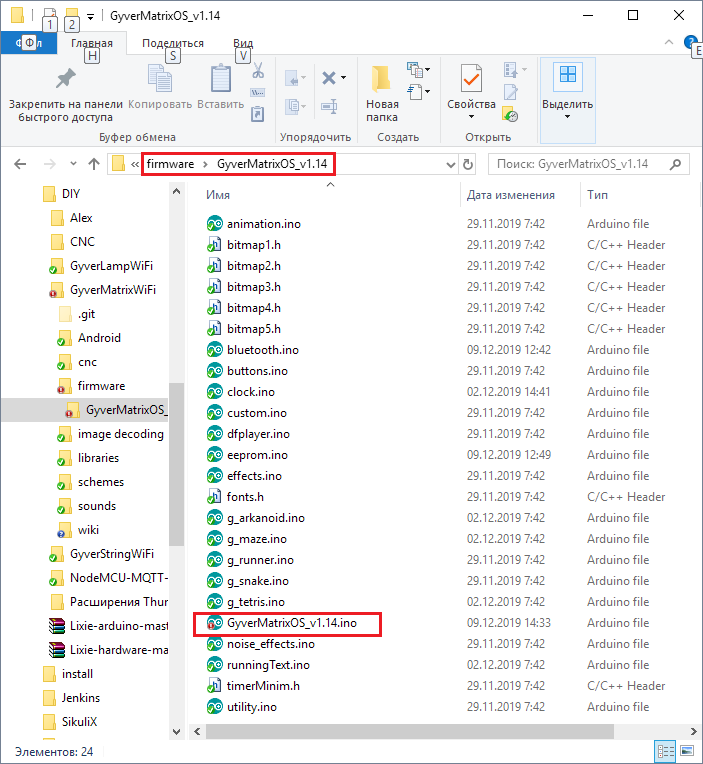 GyverMatrixOS_v1.14
1 2
Ф Главная Поделиться Вид
Н S V Е
Закрепить на панели быстрого доступа
Копировать
Вставить
Новая папка
Свойства
Выделить
Буфер обмена Упорядочить Создать Открыть
« firmware > GyverMatrixOS_v1.14
Поиск: GyverMatrixOS_v1.14
DIY
Alex
CNC
GyverLampWiFi
GyverMatrixWiFi
.git
Android
cnc
firmware
GyverMatrixOS_
image decoding
libraries
schemes
sounds
wiki
GyverStringWiFi
NodeMCU-MQTT-
Расширения Thun
Lixie-arduino-mast
Lixie-hardware-ma
install
Jenkins
SikuliX
Имя Дата изменения Тип
animation.ino 29.11.2019 7:42 Arduino file
bitmap1.h 29.11.2019 7:42 C/C++ Header
bitmap2.h 29.11.2019 7:42 C/C++ Header
bitmap3.h 29.11.2019 7:42 C/C++ Header
bitmap4.h 29.11.2019 7:42 C/C++ Header
bitmap5.h 29.11.2019 7:42 C/C++ Header
bluetooth.ino 09.12.2019 12:42 Arduino file
buttons.ino 29.11.2019 7:42 Arduino file
clock.ino 02.12.2019 14:41 Arduino file
custom.ino 29.11.2019 7:42 Arduino file
dfplayer.ino 29.11.2019 7:42 Arduino file
eeprom.ino 09.12.2019 12:49 Arduino file
effects.ino 29.11.2019 7:42 Arduino file
fonts.h 29.11.2019 7:42 C/C++ Header
g_arkanoid.ino 02.12.2019 7:42 Arduino file
g_maze.ino 02.12.2019 7:42 Arduino file
g_runner.ino 29.11.2019 7:42 Arduino file
g_snake.ino 29.11.2019 7:42 Arduino file
g_tetris.ino 02.12.2019 7:42 Arduino file
GyverMatrixOS_v1.14.ino 09.12.2019 14:33 Arduino file
noise_effects.ino 29.11.2019 7:42 Arduino file
runningText.ino 02.12.2019 7:42 Arduino file
timerMinim.h 29.11.2019 7:42 C/C++ Header
utility.ino 29.11.2019 7:42 Arduino file
Элементов: 24